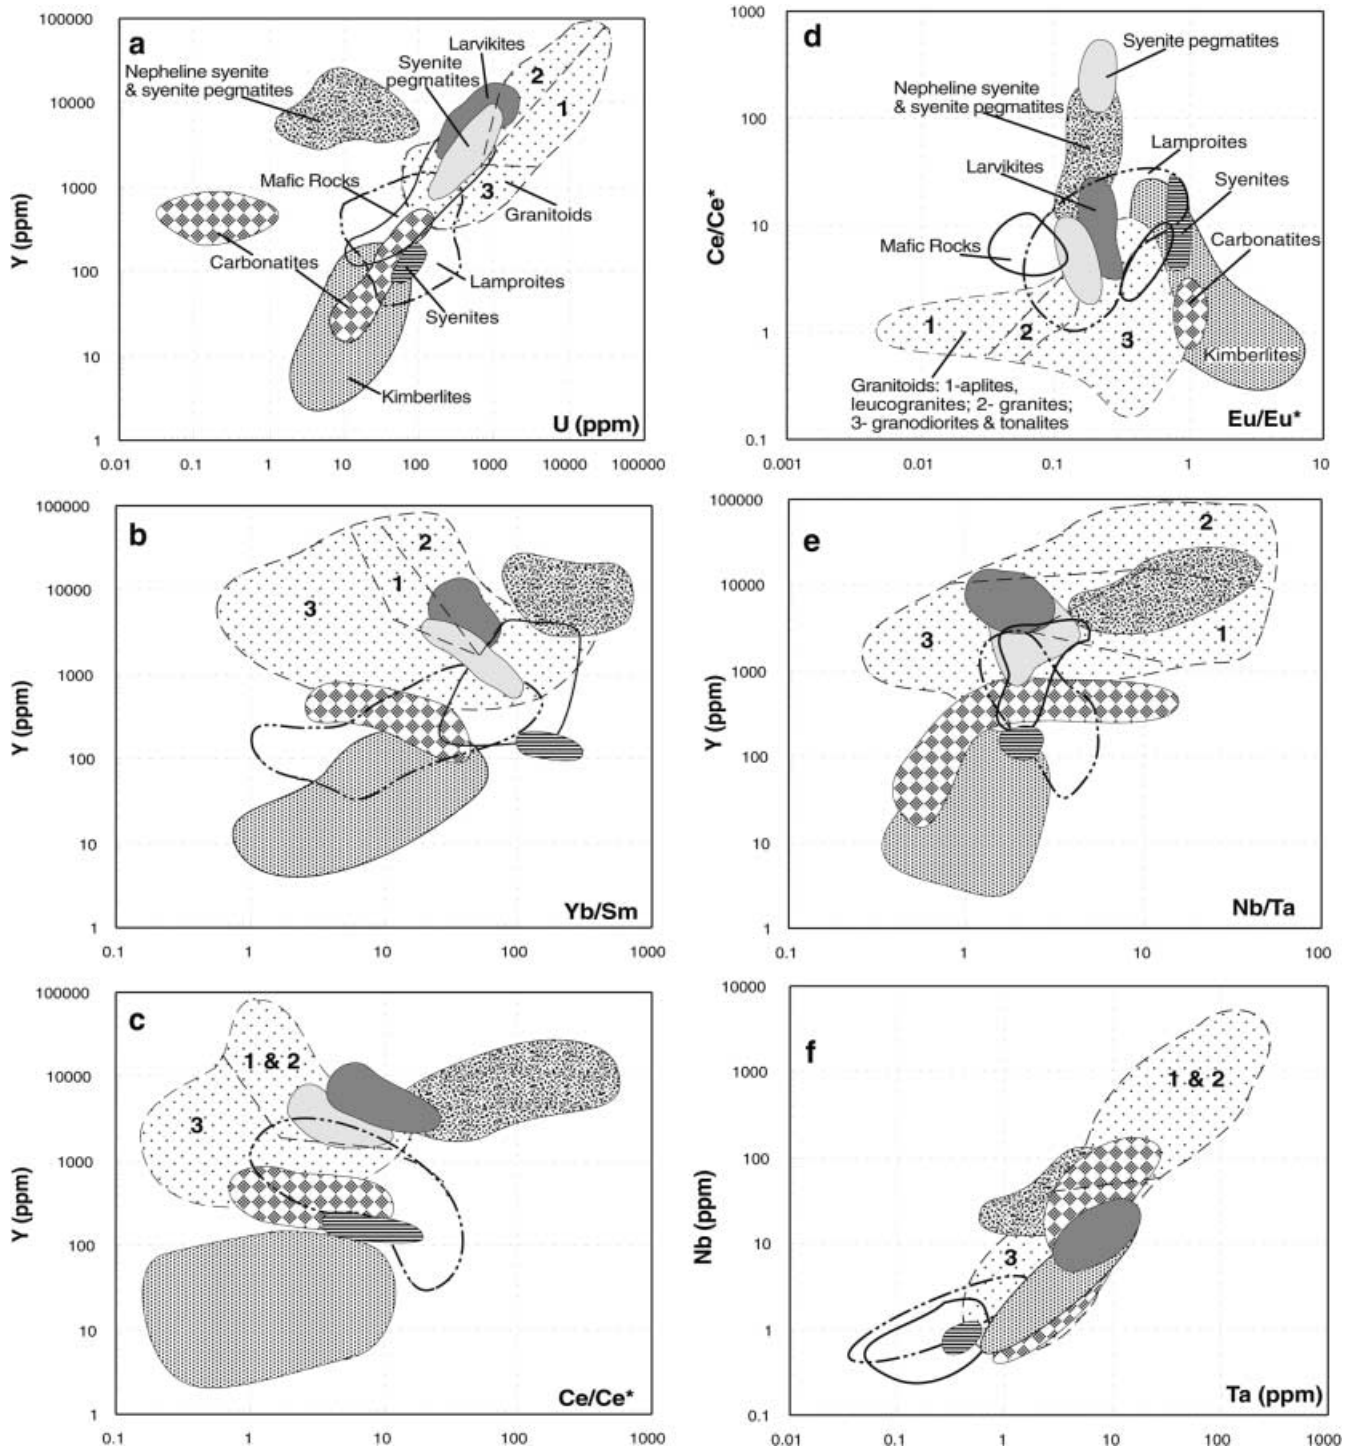 a
100000
10000
1000
100
10
1
Y (ppm)
Nepheline syenite
& syenite pegmatites
Larvikites
Syenite
pegmatites
2
1
3
Mafic Rocks
Granitoids
Carbonatites
Lamproites
Syenites
Kimberlites
U (ppm)
0.01
0.1
1
10
100
1000
10000
100000
d
1000
100
10
1
0.1
Ce/Ce*
Syenite pegmatites
Nepheline syenite
& syenite pegmatites
Lamproites
Larvikites
Syenites
Mafic Rocks
Carbonatites
1
2
3
Kimberlites
Granitoids: 1-aplites,
leucogranites; 2- granites;
3- granodiorites & tonalites
Eu/Eu*
0.001
0.01
0.1
1
10
b
100000
10000
1000
100
10
1
Y (ppm)
2
1
3
Yb/Sm
0.1
1
10
100
1000
e
100000
10000
1000
100
10
1
Y (ppm)
2
3
1
Nb/Ta
0.1
1
10
100
c
100000
10000
1000
100
10
1
Y (ppm)
1 & 2
3
Ce/Ce*
0.1
1
10
100
1000
f
10000
1000
100
10
1
0.1
Nb (ppm)
1 & 2
3
Ta (ppm)
0.01
0.1
1
10
100
1000